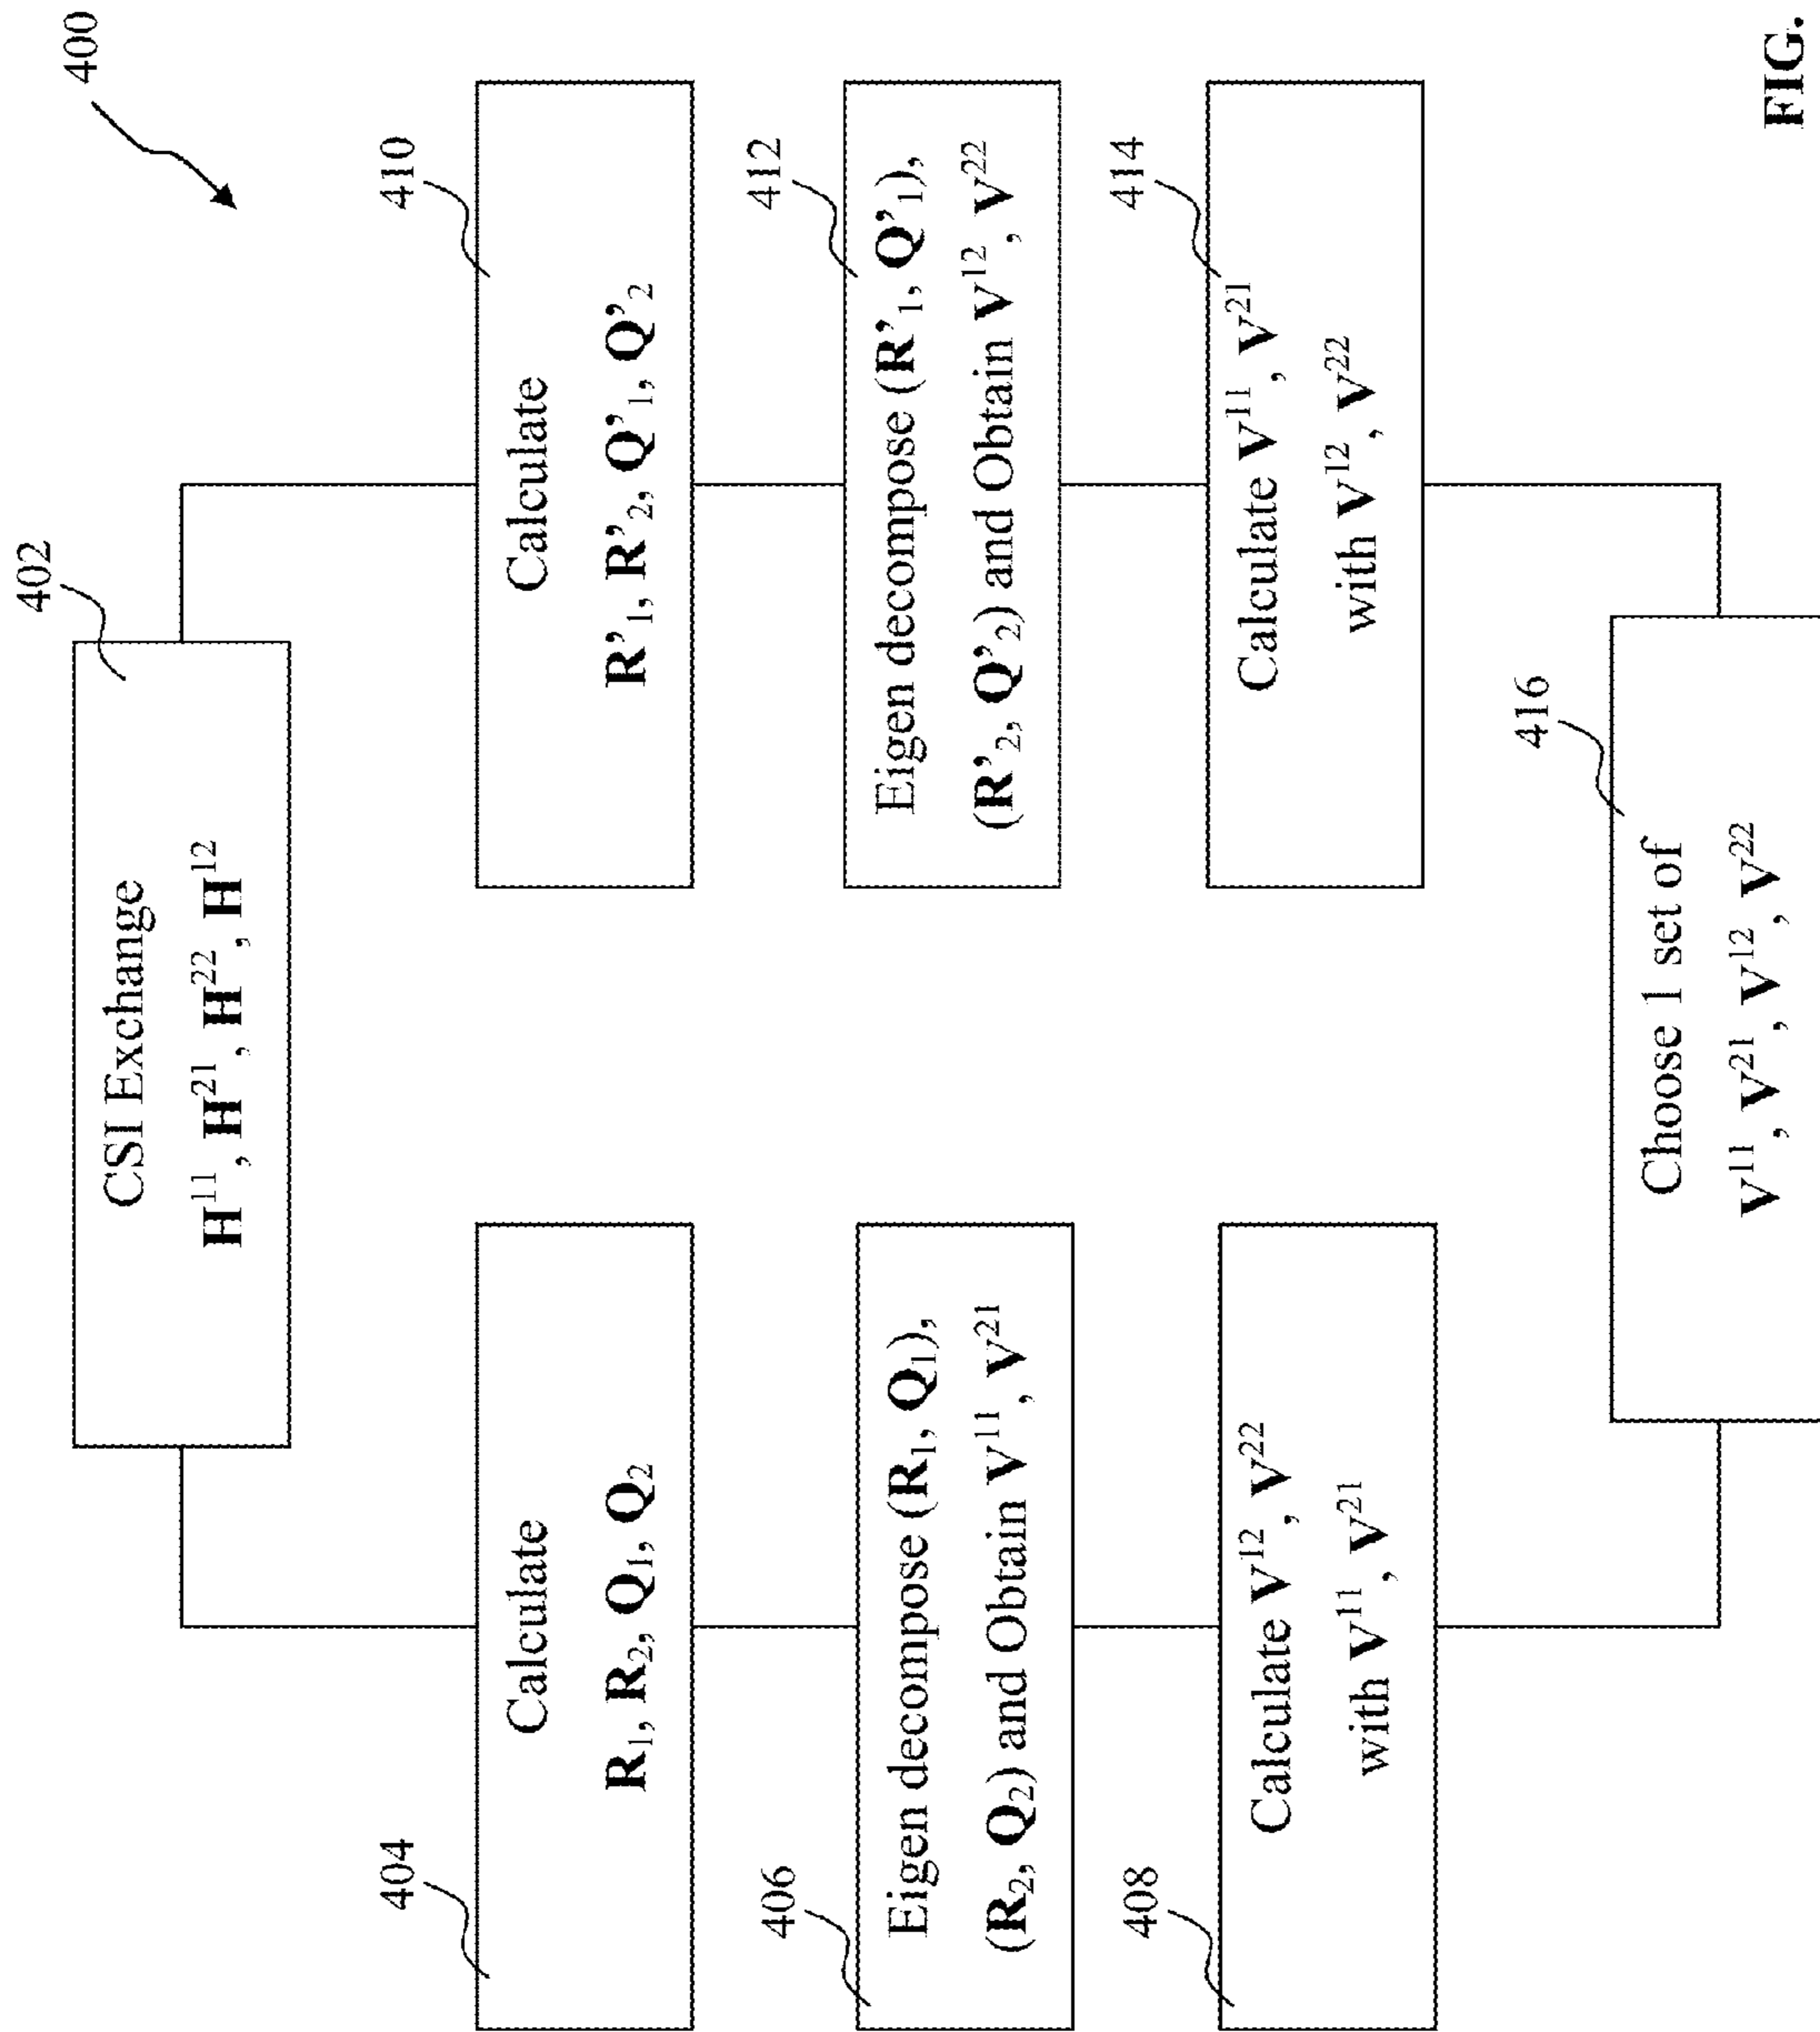 400
402
CSI Exchange
H¹¹, H²¹, H²², H¹²
404
Calculate
R₁, R₂, Q₁, Q₂
406
Eigen decompose (R₁, Q₁),
(R₂, Q₂) and Obtain V¹¹, V²¹
408
Calculate V¹², V²²
with V¹¹, V²¹
410
Calculate
R’₁, R’₂, Q’₁, Q’₂
412
Eigen decompose (R’₁, Q’₁),
(R’₂, Q’₂) and Obtain V¹², V²²
414
Calculate V¹¹, V²¹
with V¹², V²²
416
Choose 1 set of
V¹¹, V²¹, V¹², V²²
FIG.